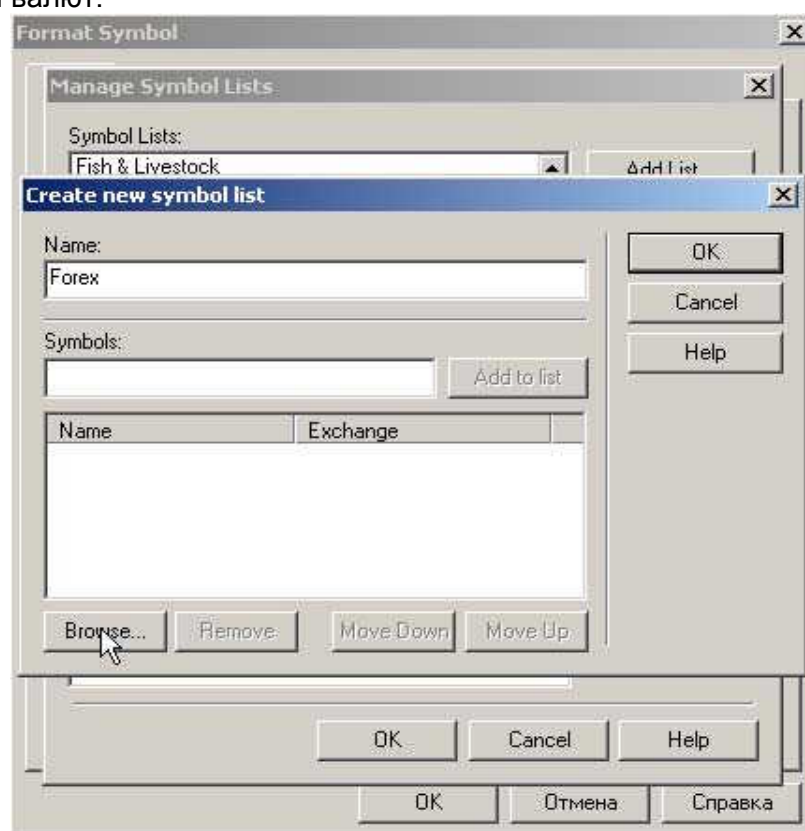 валют.
Format Symbol
Manage Symbol Lists
Symbol Lists:
Fish & Livestock
Add List
Create new symbol list
Name:
OK
Forex
Cancel
Symbols:
Help
Add to list
Name Exchange
Browse... Remove Move Down Move Up
OK Cancel Help
OK Отмена Справка